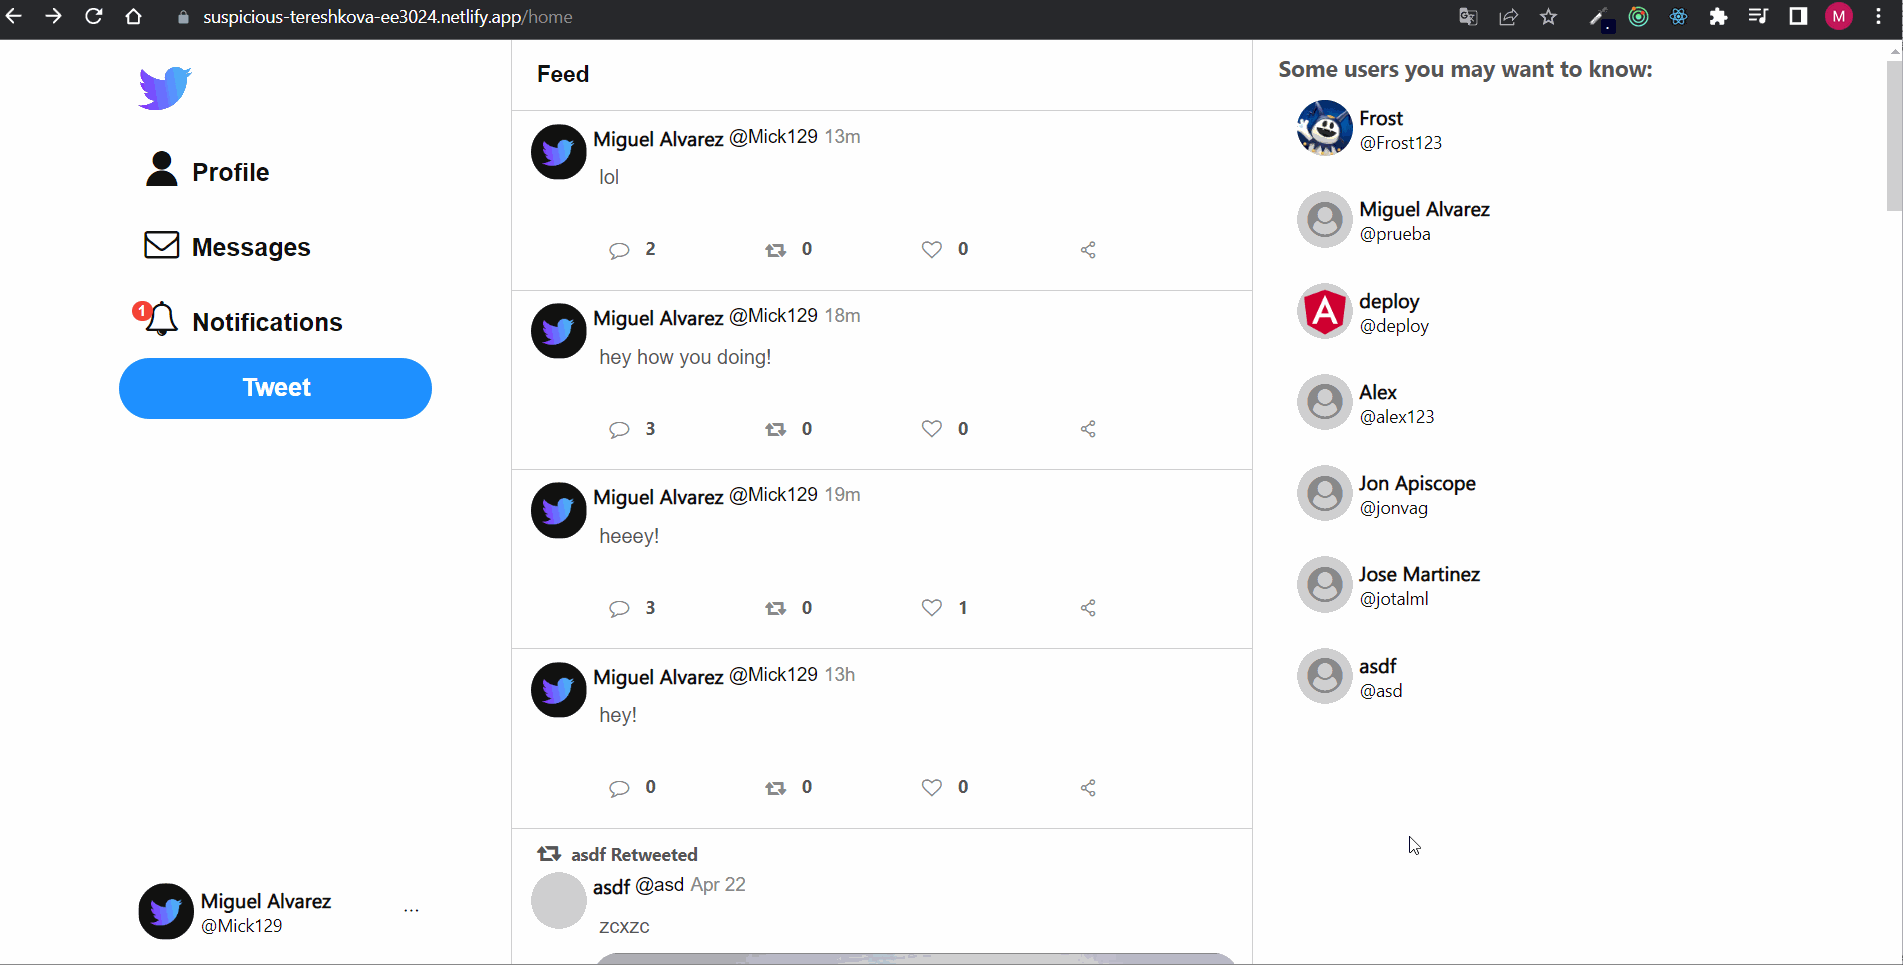 suspicious-tereshkova-ee3024.netlify.app/home
M
Profile
Messages
1
Notifications
Tweet
Miguel Alvarez
@Mick129
...
Feed
Miguel Alvarez @Mick129 13m
lol
2 0 0
Miguel Alvarez @Mick129 18m
hey how you doing!
3 0 0
Miguel Alvarez @Mick129 19m
heeey!
3 0 1
Miguel Alvarez @Mick129 13h
hey!
0 0 0
asdf Retweeted
asdf @asd Apr 22
zcxzc
Some users you may want to know:
Frost
@Frost123
Miguel Alvarez
@prueba
A
deploy
@deploy
Alex
@alex123
Jon Apiscope
@jonvag
Jose Martinez
@jotalml
asdf
@asd